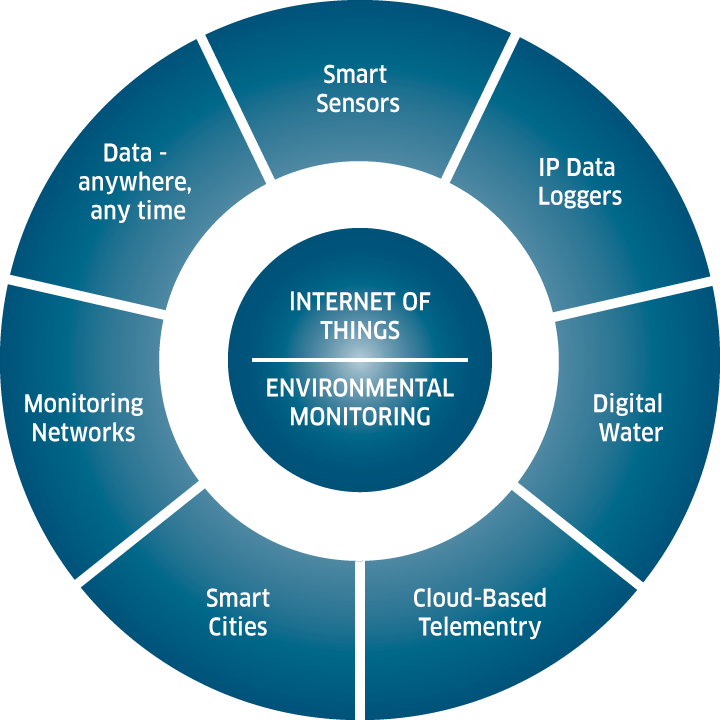 Smart
Sensors
IP Data
Loggers
Digital
Water
Cloud-Based
Telementry
Smart
Cities
Monitoring
Networks
Data -
anywhere,
any time
INTERNET OF
THINGS
ENVIRONMENTAL
MONITORING